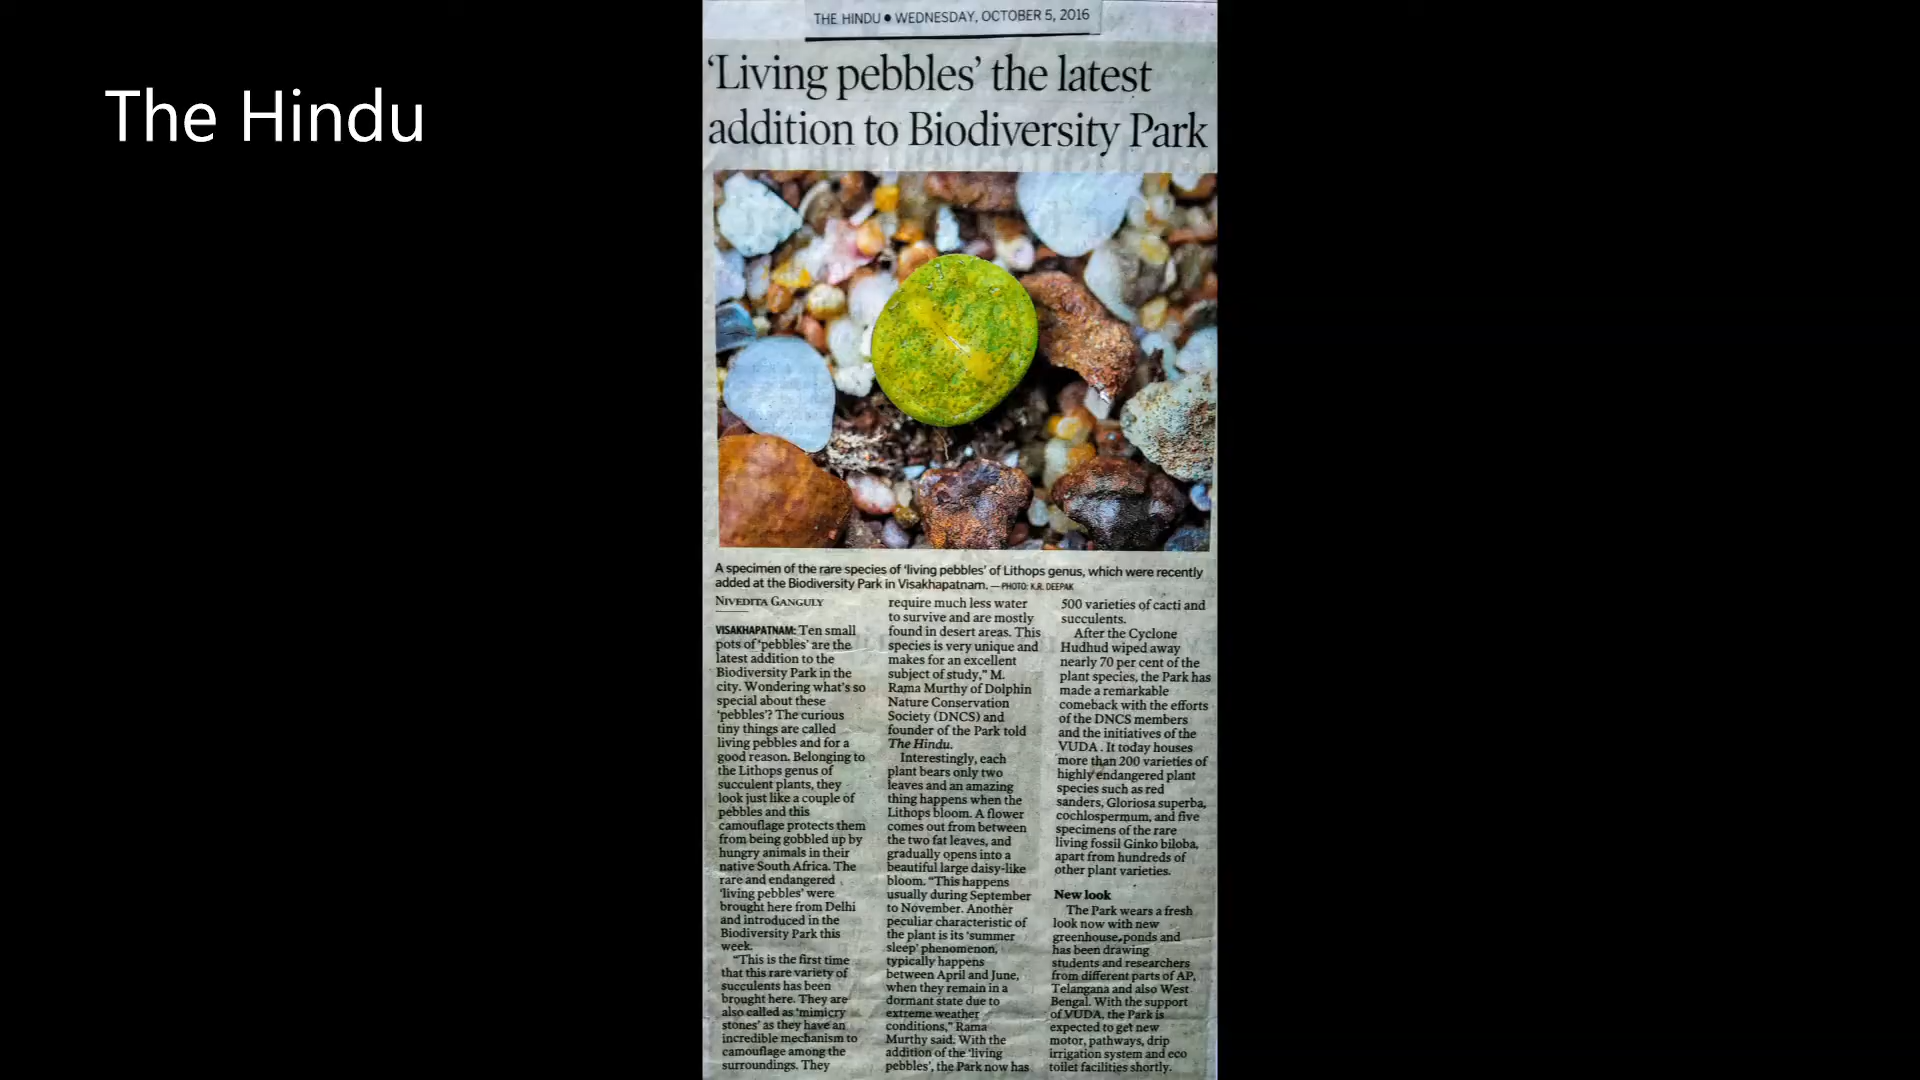 The Hindu
THE HINDU ● WEDNESDAY, OCTOBER 5, 2016
‘Living pebbles’ the latest
addition to Biodiversity Park
A specimen of the rare species of ‘living pebbles’ of Lithops genus, which were recently
added at the Biodiversity Park in Visakhapatnam. — PHOTO: K.R. DEEPAK
NIVEDITA GANGULY
VISAKHAPATNAM: Ten small
pots of ‘pebbles’ are the
latest addition to the
Biodiversity Park in the
city. Wondering what’s so
special about these
‘pebbles’? The curious
tiny things are called
living pebbles and for a
good reason. Belonging to
the Lithops genus of
succulent plants, they
look just like a couple of
pebbles and this
camouflage protects them
from being gobbled up by
hungry animals in their
native South Africa. The
rare and endangered
‘living pebbles’ were
brought here from Delhi
and introduced in the
Biodiversity Park this
week.
“This is the first time
that this rare variety of
succulents has been
brought here. They are
also called as ‘mimicry
stones’ as they have an
incredible mechanism to
camouflage among the
surroundings. They
require much less water
to survive and are mostly
found in desert areas. This
species is very unique and
makes for an excellent
subject of study,” M.
Rama Murthy of Dolphin
Nature Conservation
Society (DNCS) and
founder of the Park told
The Hindu.
Interestingly, each
plant bears only two
leaves and an amazing
thing happens when the
Lithops bloom. A flower
comes out from between
the two fat leaves, and
gradually opens into a
beautiful large daisy-like
bloom. “This happens
usually during September
to November. Another
peculiar characteristic of
the plant is its ‘summer
sleep’ phenomenon,
typically happens
between April and June,
when they remain in a
dormant state due to
extreme weather
conditions,” Rama
Murthy said. With the
addition of the ‘living
pebbles’, the Park now has
500 varieties of cacti and
succulents.
After the Cyclone
Hudhud wiped away
nearly 70 per cent of the
plant species, the Park has
made a remarkable
comeback with the efforts
of the DNCS members
and the initiatives of the
VUDA . It today houses
more than 200 varieties of
highly endangered plant
species such as red
sanders, Gloriosa superba,
cochlospermum, and five
specimens of the rare
living fossil Ginko biloba,
apart from hundreds of
other plant varieties.
New look
The Park wears a fresh
look now with new
greenhouse, ponds and
has been drawing
students and researchers
from different parts of AP,
Telangana and also West
Bengal. With the support
of VUDA, the Park is
expected to get new
motor, pathways, drip
irrigation system and eco
toilet facilities shortly.